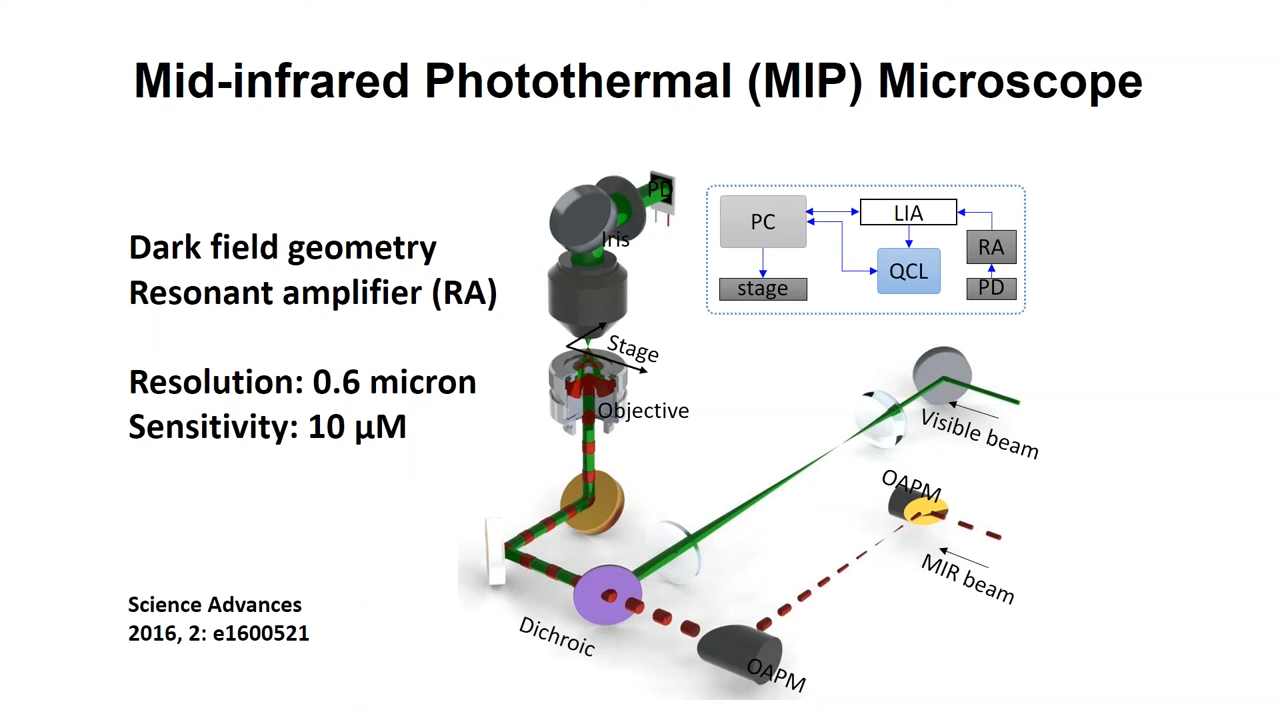 Mid-infrared Photothermal (MIP) Microscope
Dark field geometry
Resonant amplifier (RA)
Resolution: 0.6 micron
Sensitivity: 10 µM
Science Advances
2016, 2: e1600521
PD
Iris
Stage
Objective
Visible beam
OAPM
MIR beam
Dichroic
OAPM
PC
LIA
RA
QCL
stage
PD